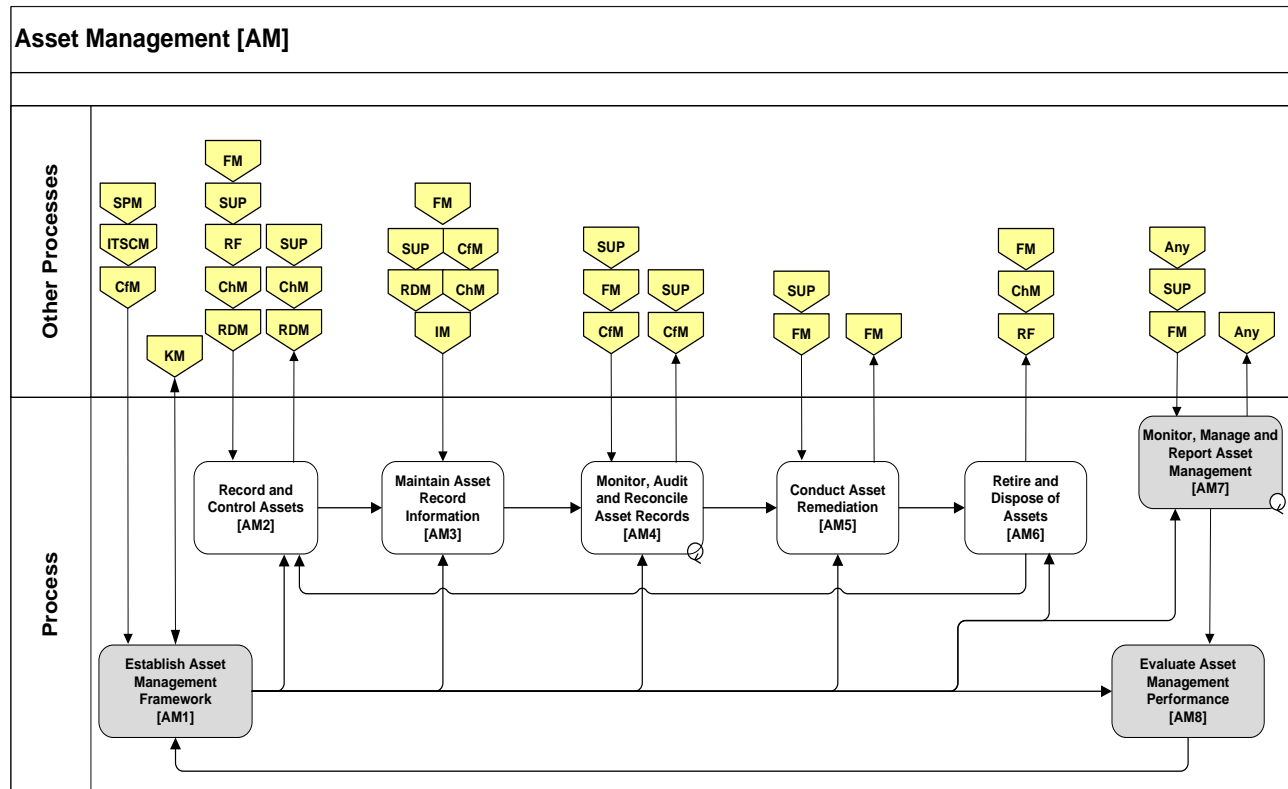 Asset Management [AM]
Other Processes
SPM
ITSCM
CfM
KM
FM
SUP
RF
ChM
RDM
SUP
ChM
RDM
FM
SUP
CfM
RDM
ChM
IM
SUP
FM
CfM
SUP
CfM
SUP
FM
FM
FM
ChM
RF
Any
SUP
FM
Any
Process
Record and
Control Assets
[AM2]
Maintain Asset
Record
Information
[AM3]
Monitor, Audit
and Reconcile
Asset Records
[AM4]
Conduct Asset
Remediation
[AM5]
Retire and
Dispose of
Assets
[AM6]
Monitor, Manage and
Report Asset
Management
[AM7]
Establish Asset
Management
Framework
[AM1]
Evaluate Asset
Management
Performance
[AM8]